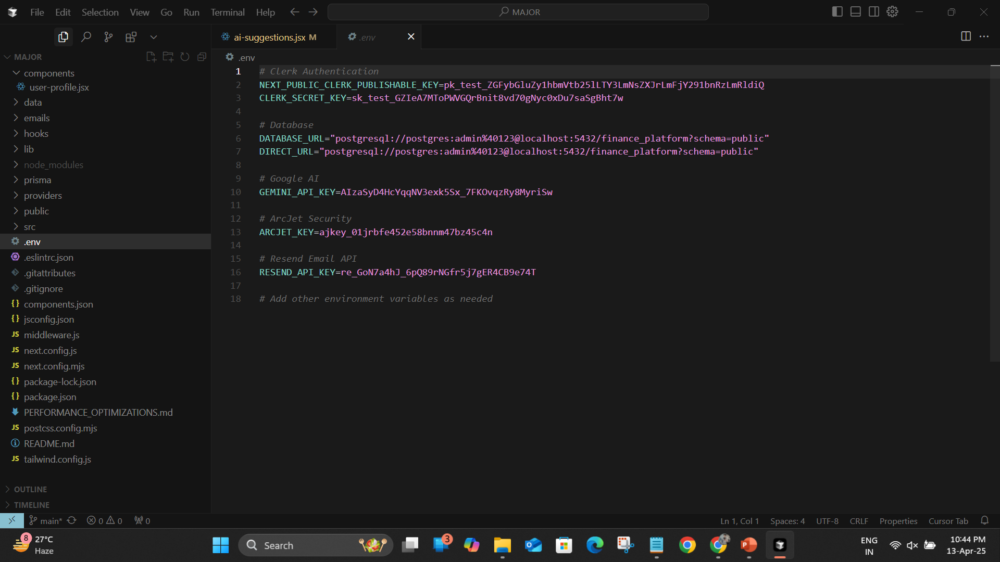 File Edit Selection View Go Run Terminal Help
MAJOR
ai-suggestions.jsx M
.env
MAJOR
components
user-profile.jsx
data
emails
hooks
lib
node_modules
prisma
providers
public
src
.env
.eslintrc.json
.gitattributes
.gitignore
components.json
jsconfig.json
middleware.js
next.config.js
next.config.mjs
package-lock.json
package.json
PERFORMANCE_OPTIMIZATIONS.md
postcss.config.mjs
README.md
tailwind.config.js
OUTLINE
TIMELINE
.env
1 # Clerk Authentication
2 NEXT_PUBLIC_CLERK_PUBLISHABLE_KEY=pk_test_ZGFybGluZy1hbmVtb25lLTY3LmNsZXJrLmFjY291bnRzLmRldiQ
3 CLERK_SECRET_KEY=sk_test_GZIeA7MToPWVGQrBnit8vd70gNyc0xDu7saSgBht7w
4
5 # Database
6 DATABASE_URL="postgresql://postgres:admin%40123@localhost:5432/finance_platform?schema=public"
7 DIRECT_URL="postgresql://postgres:admin%40123@localhost:5432/finance_platform?schema=public"
8
9 # Google AI
10 GEMINI_API_KEY=AIzaSyD4HcYqqNV3exk5Sx_7FKOvqzRy8MyriSw
11
12 # ArcJet Security
13 ARCJET_KEY=ajkey_01jrbfe452e58bnnm47bz45c4n
14
15 # Resend Email API
16 RESEND_API_KEY=re_GoN7a4hJ_6pQ89rNGfr5j7gER4CB9e74T
17
18 # Add other environment variables as needed
main* 0 0 0
Ln 1, Col 1 Spaces: 4 UTF-8 CRLF Properties Cursor Tab
8 27°C
Haze
Search
3
ENG
IN
10:44 PM
13-Apr-25